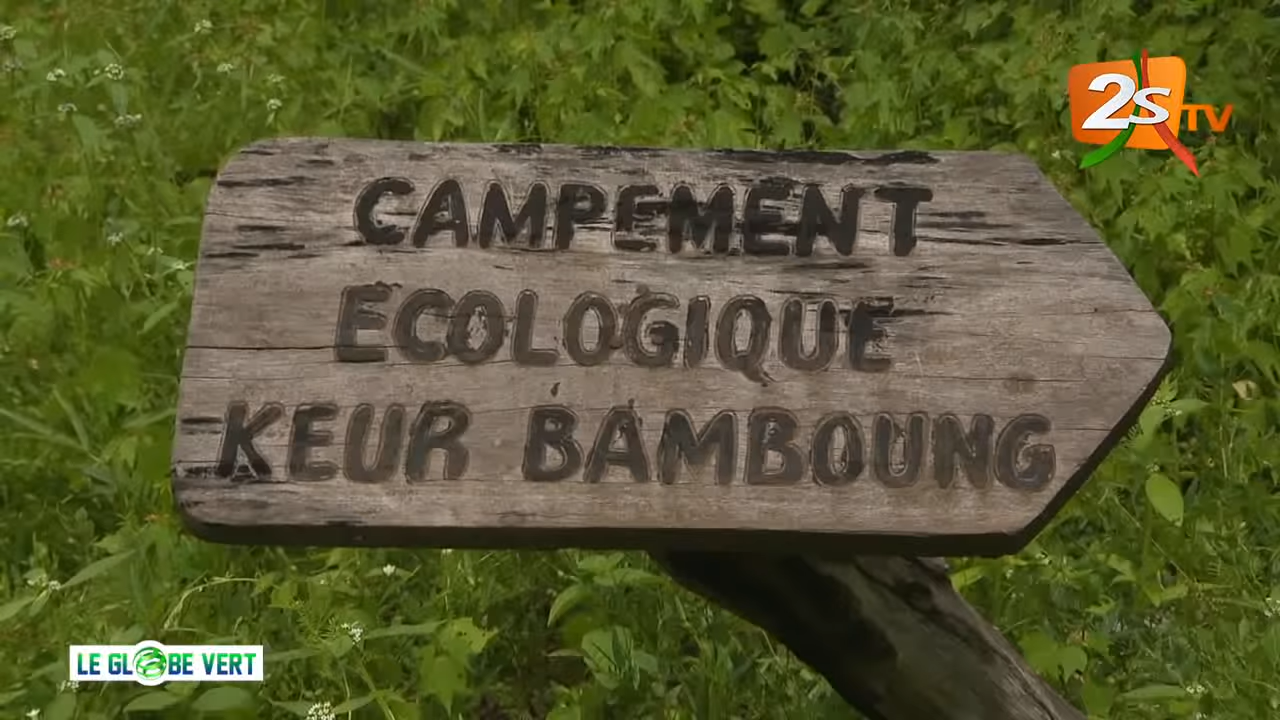 2STV
CAMPEMENT
ECOLOGIQUE
KEUR BAMBOUNG
LE GLOBE VERT